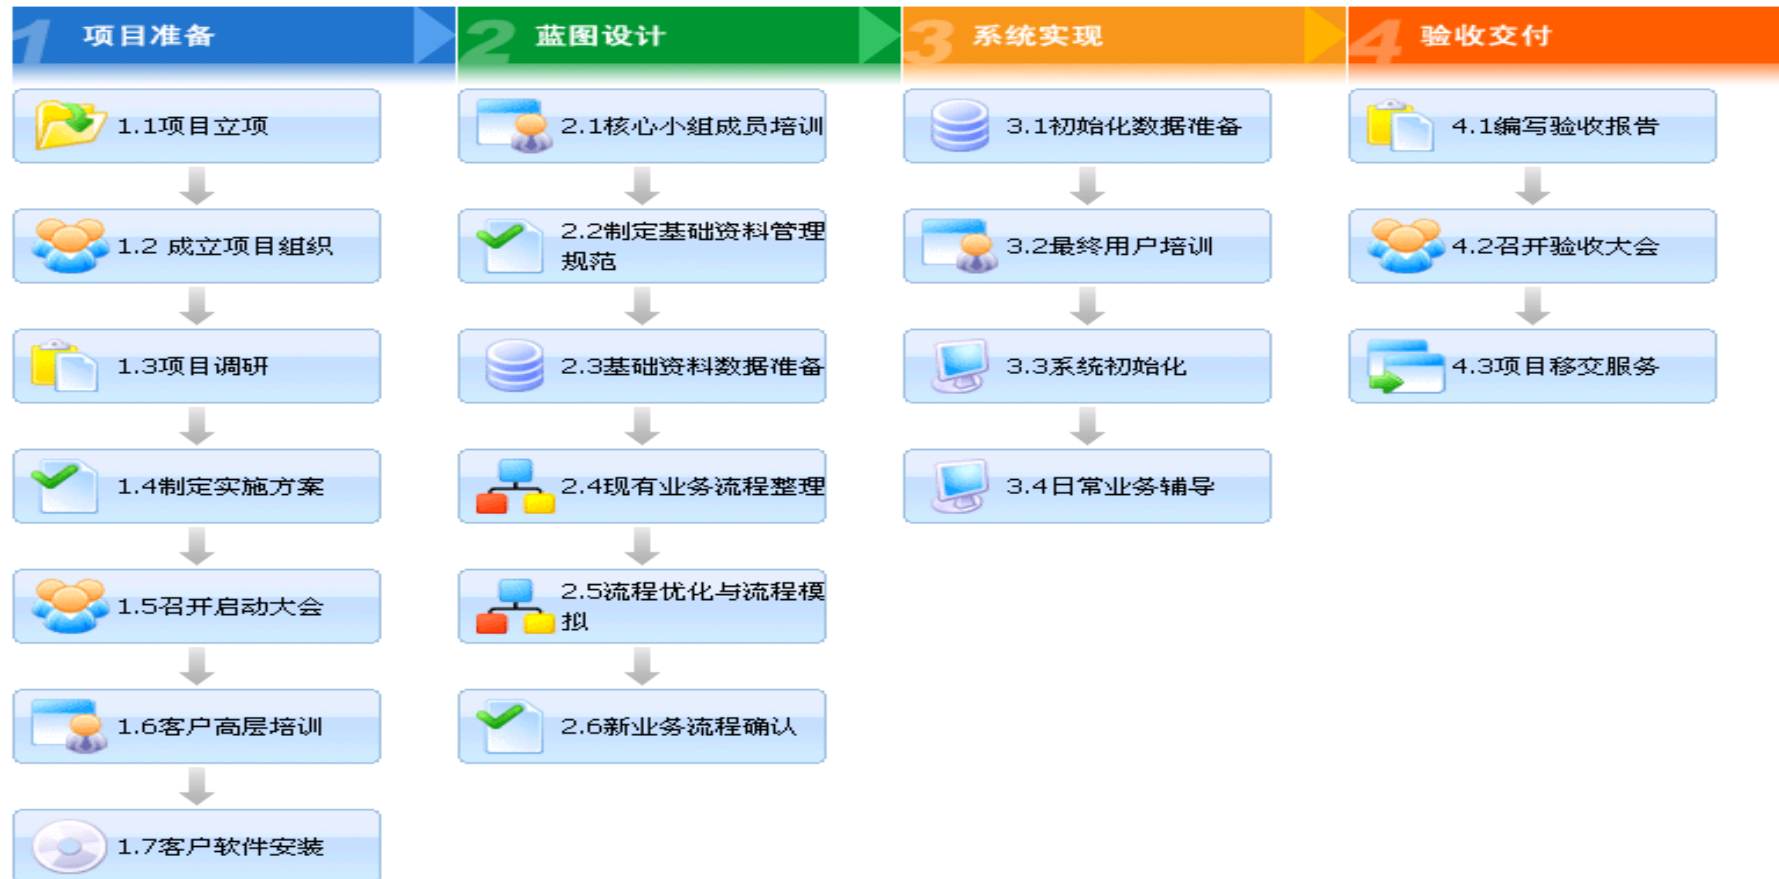 1 项目准备
2 蓝图设计
3 系统实现
4 验收交付
1.1项目立项
1.2 成立项目组织
1.3项目调研
1.4制定实施方案
1.5召开启动大会
1.6客户高层培训
1.7客户软件安装
2.1核心小组成员培训
2.2制定基础资料管理
规范
2.3基础资料数据准备
2.4现有业务流程整理
2.5流程优化与流程模
拟
2.6新业务流程确认
3.1初始化数据准备
3.2最终用户培训
3.3系统初始化
3.4日常业务辅导
4.1编写验收报告
4.2召开验收大会
4.3项目移交服务